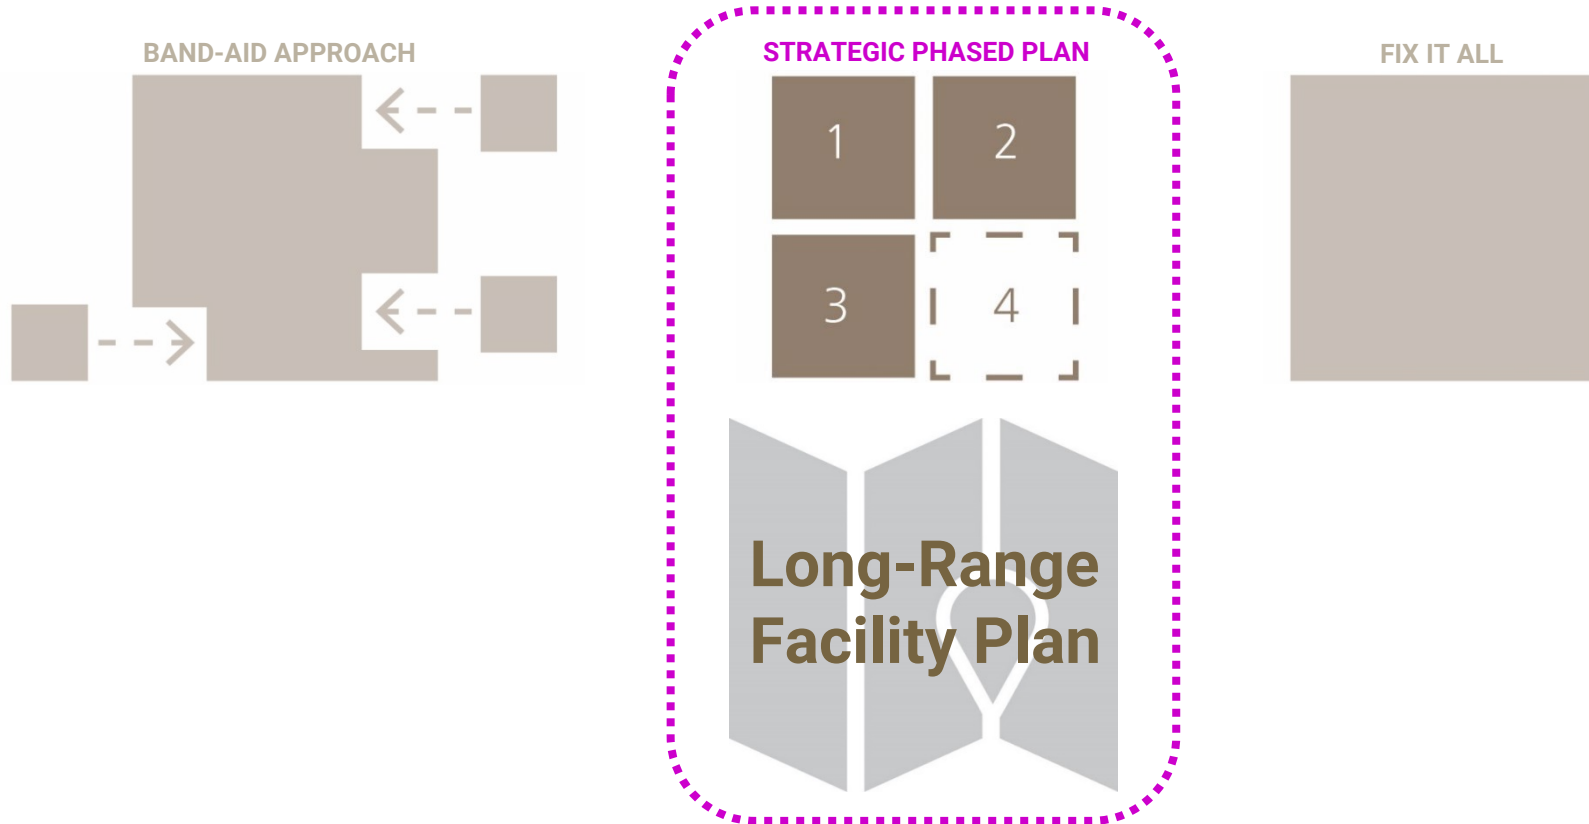 BAND-AID APPROACH
STRATEGIC PHASED PLAN
FIX IT ALL
1
2
3
4
Long-Range
Facility Plan